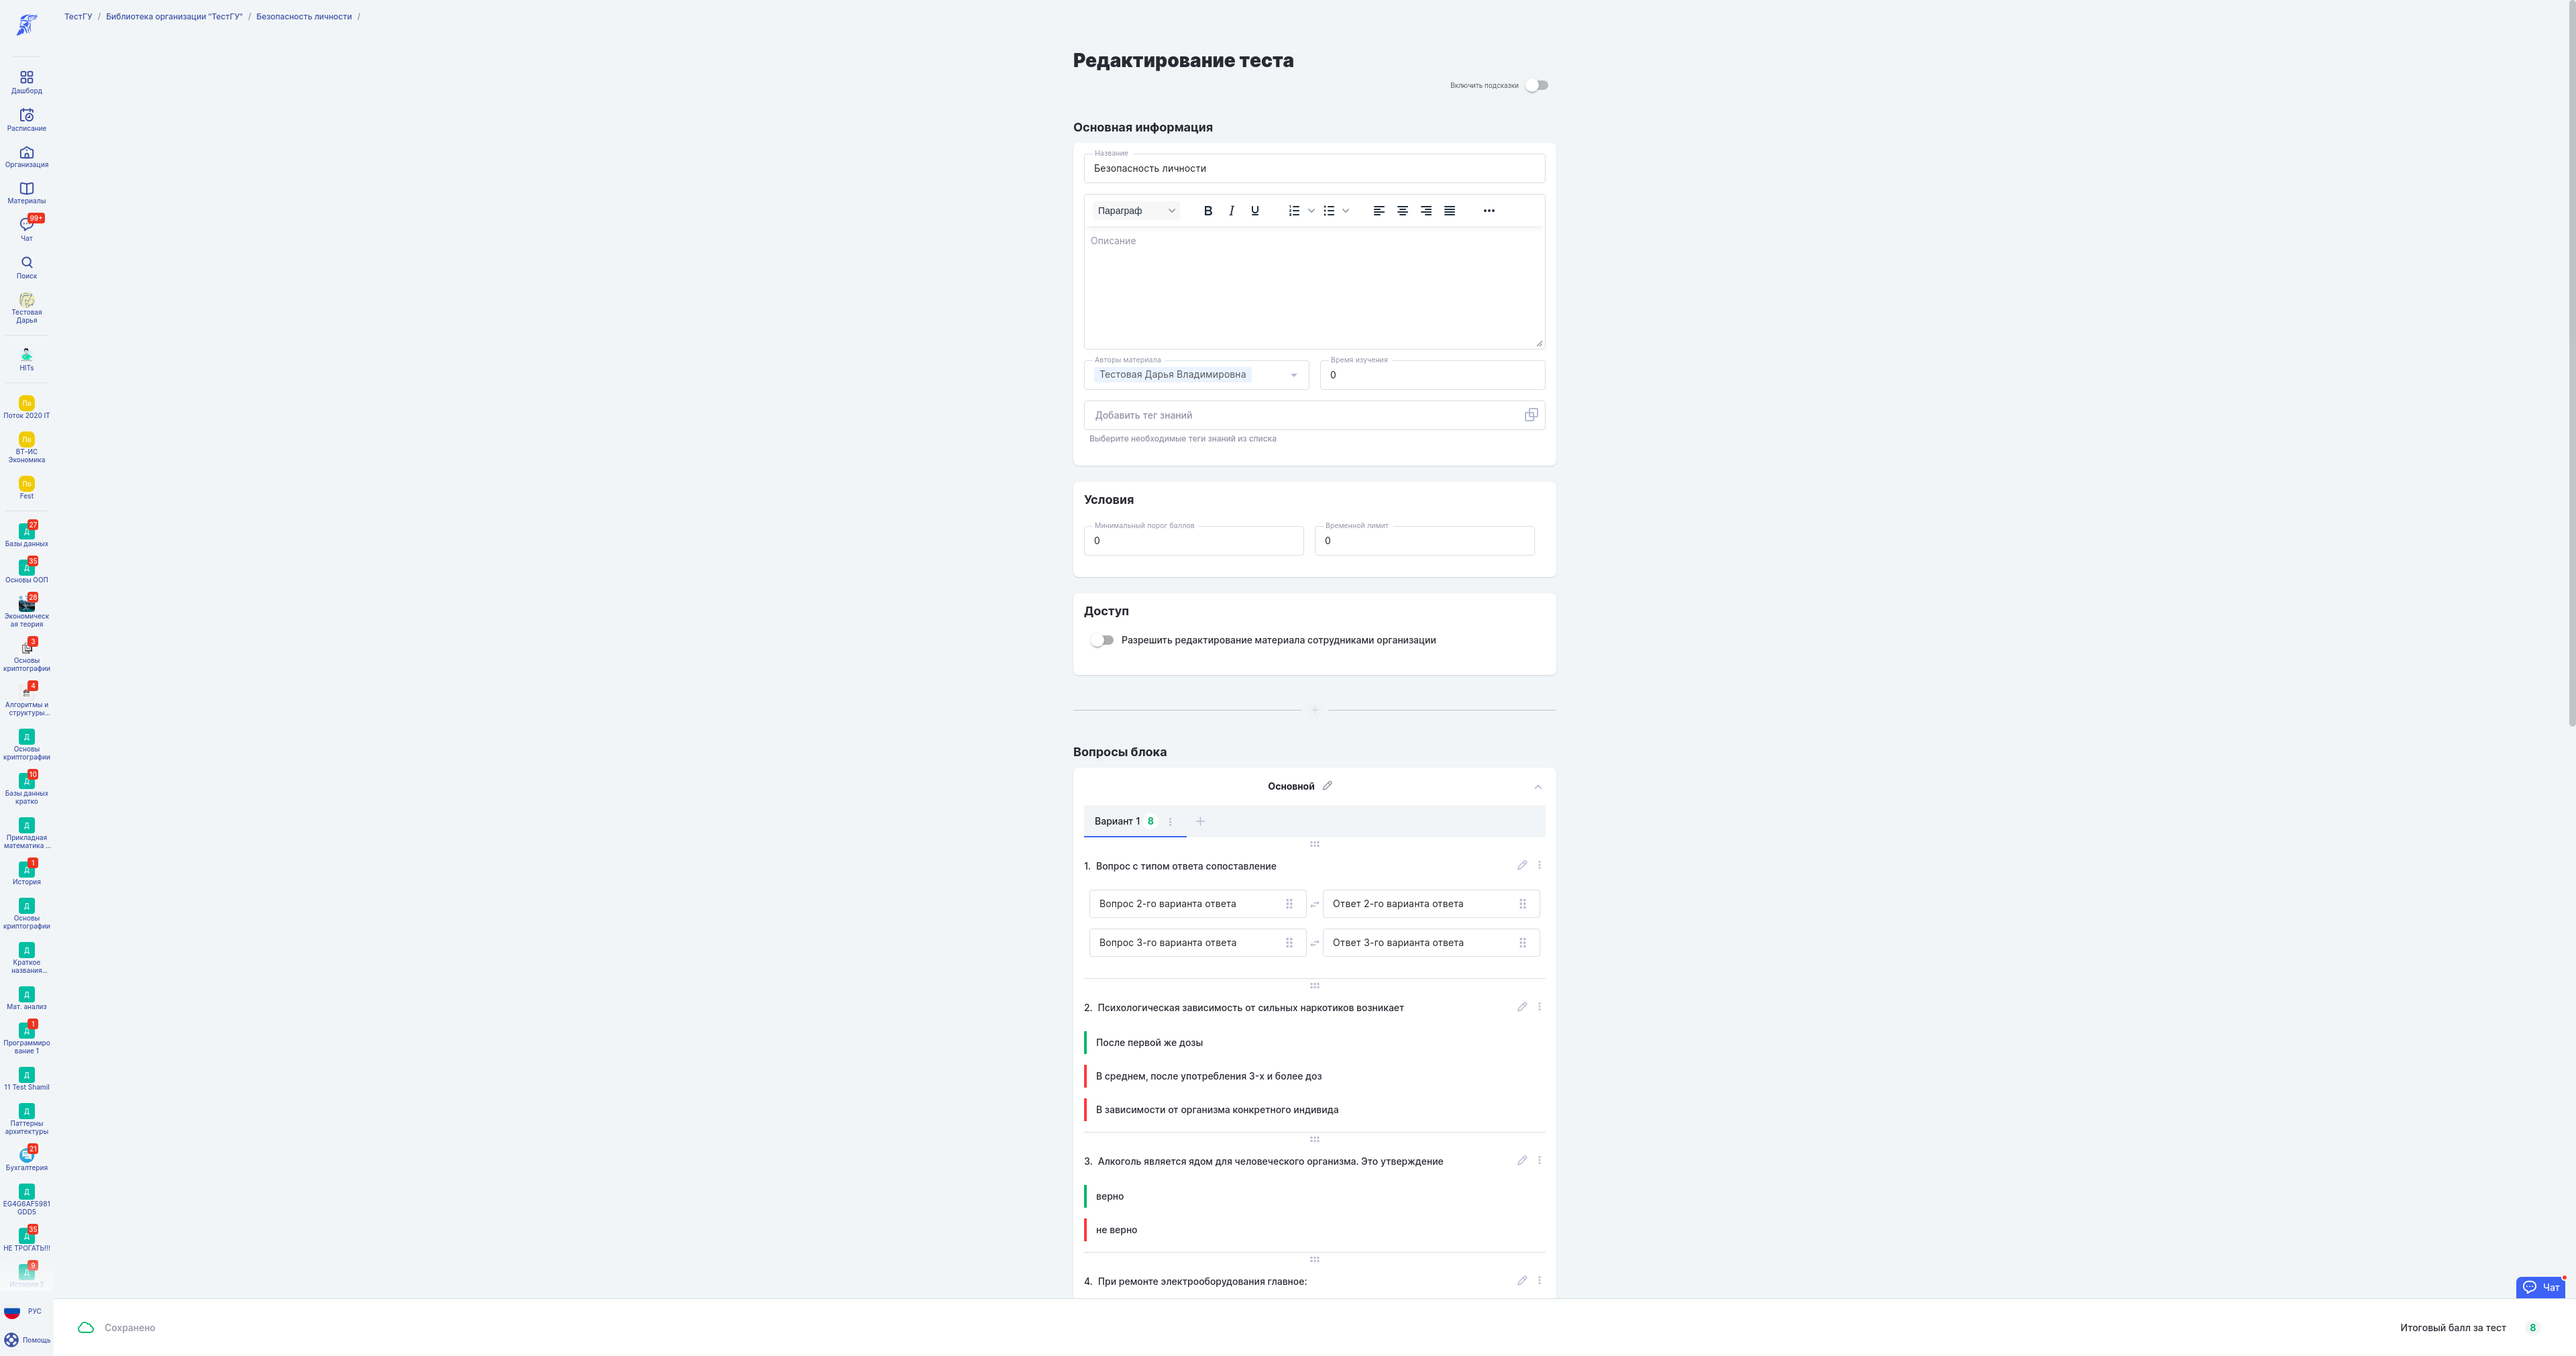 ТестГУ / Библиотека организации "ТестГУ" / Безопасность личности /
Дашборд
Расписание
Организация
Материалы
99+
Чат
Поиск
Тестовая
Дарья
HITs
По
Поток 2020 IT
По
ВТ-ИС
Экономика
По
Fest
Д
27
Базы данных
Д
35
Основы ООП
28
Экономическ
ая теория
3
Основы
криптографии
4
Алгоритмы и
структуры...
Д
Основы
криптографии
Д
10
Базы данных
кратко
Д
Прикладная
математика ...
Д
1
История
Д
Основы
криптографии
Д
Краткое
названия...
Д
Мат. анализ
Д
1
Программиро
вание 1
Д
11 Test Shamil
Д
Паттерны
архитектуры
21
Бухгалтерия
Д
EG4G6AF5981
GDD5
Д
35
НЕ ТРОГАТЬ!!!
Д
9
История 2
РУС
Помощь
Редактирование теста
Включить подсказки
Основная информация
Название
Безопасность личности
Параграф
Описание
Авторы материала
Тестовая Дарья Владимировна
Время изучения
0
Добавить тег знаний
Выберите необходимые теги знаний из списка
Условия
Минимальный порог баллов
0
Временной лимит
0
Доступ
Разрешить редактирование материала сотрудниками организации
Вопросы блока
Основной
Вариант 1 8
1. Вопрос с типом ответа сопоставление
Вопрос 2-го варианта ответа
Ответ 2-го варианта ответа
Вопрос 3-го варианта ответа
Ответ 3-го варианта ответа
2. Психологическая зависимость от сильных наркотиков возникает
После первой же дозы
В среднем, после употребления 3-х и более доз
В зависимости от организма конкретного индивида
3. Алкоголь является ядом для человеческого организма. Это утверждение
верно
не верно
4. При ремонте электрооборудования главное:
Чат
Сохранено
Итоговый балл за тест 8